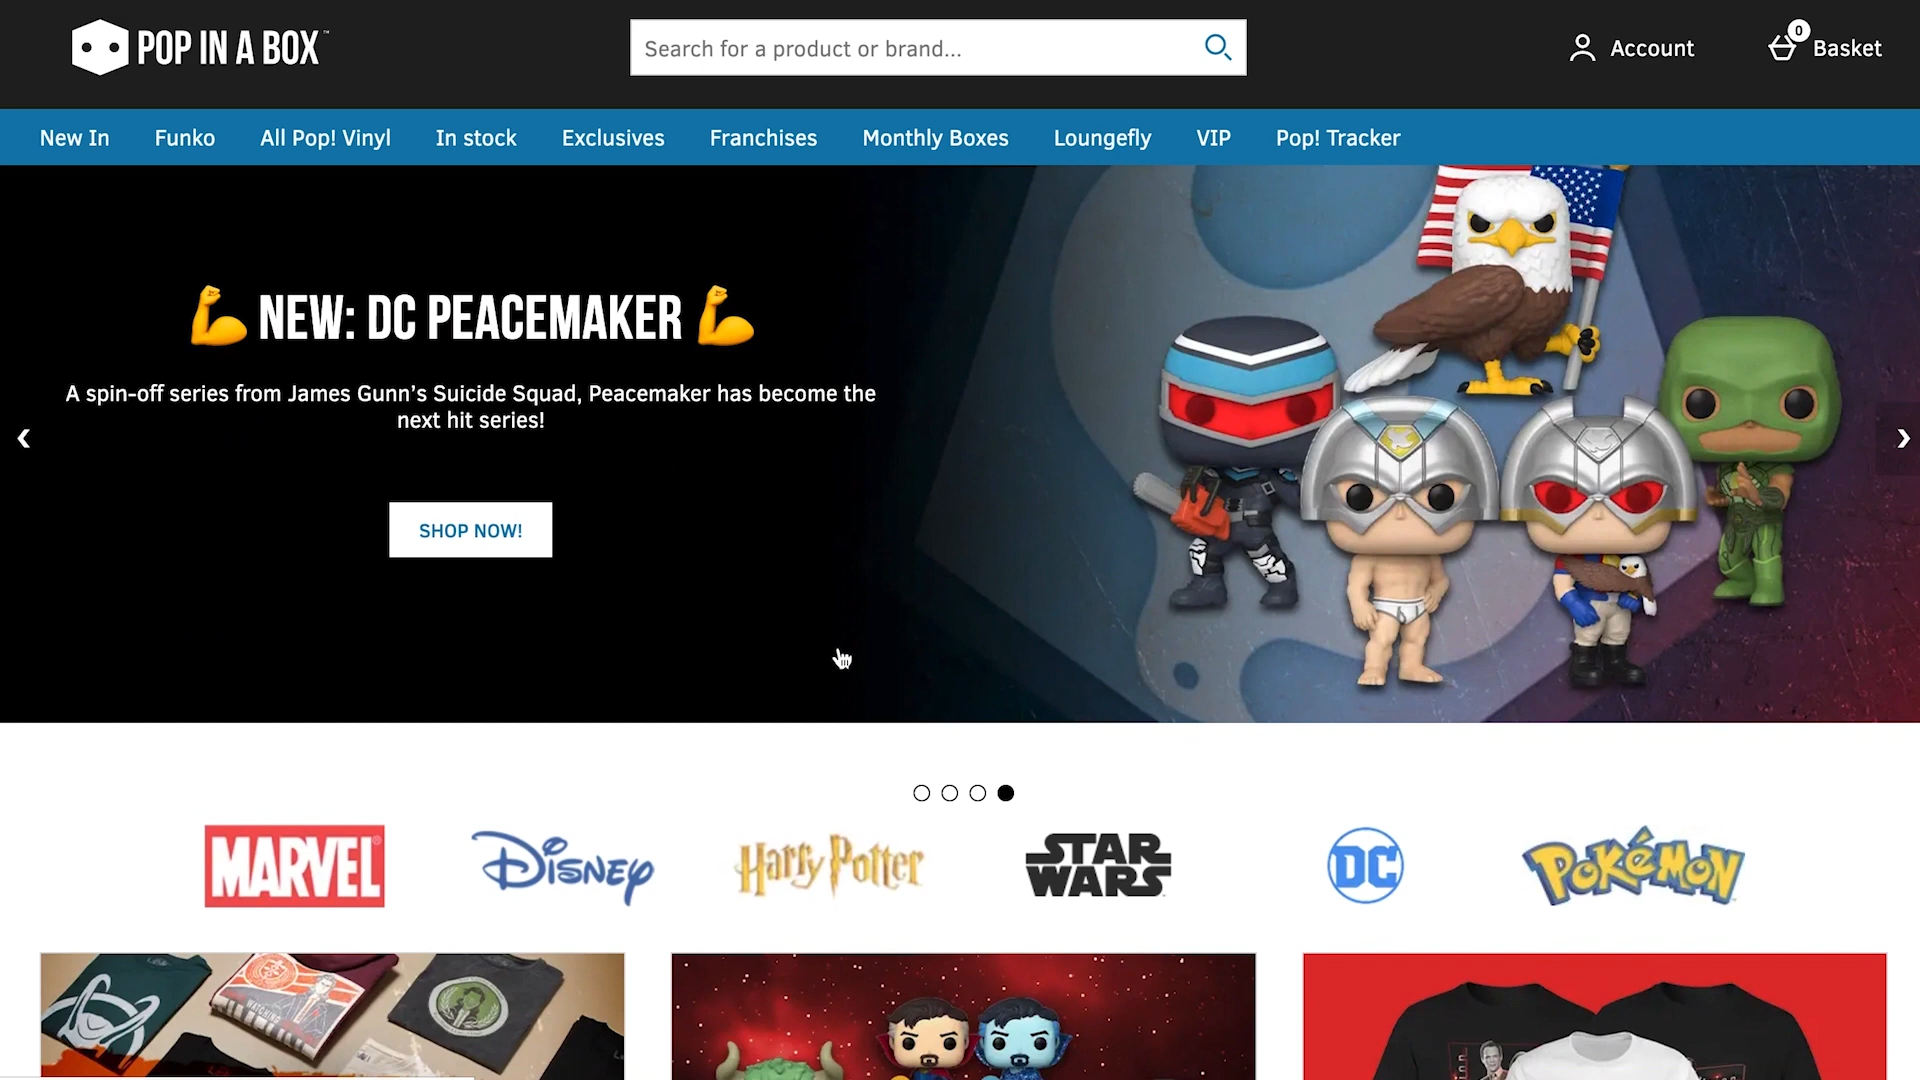 POP IN A BOX™
Search for a product or brand...
Account
0
Basket
New In
Funko
All Pop! Vinyl
In stock
Exclusives
Franchises
Monthly Boxes
Loungefly
VIP
Pop! Tracker
💪 NEW: DC PEACEMAKER 💪
A spin-off series from James Gunn’s Suicide Squad, Peacemaker has become the
next hit series!
SHOP NOW!
MARVEL®
Disney
Harry Potter
STAR
WARS
DC
Pokémon
WATCHING